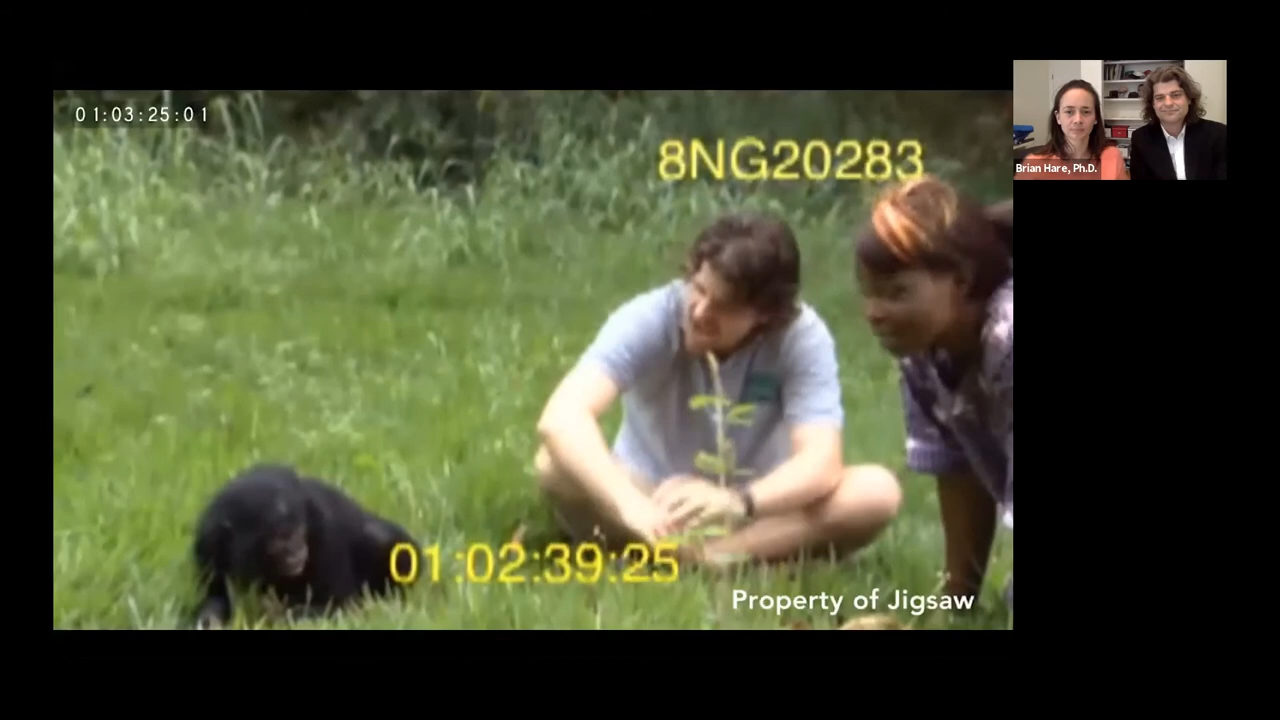 01:03:25:01
8NG20283
Brian Hare, Ph.D.
01:02:39:25
Property of Jigsaw